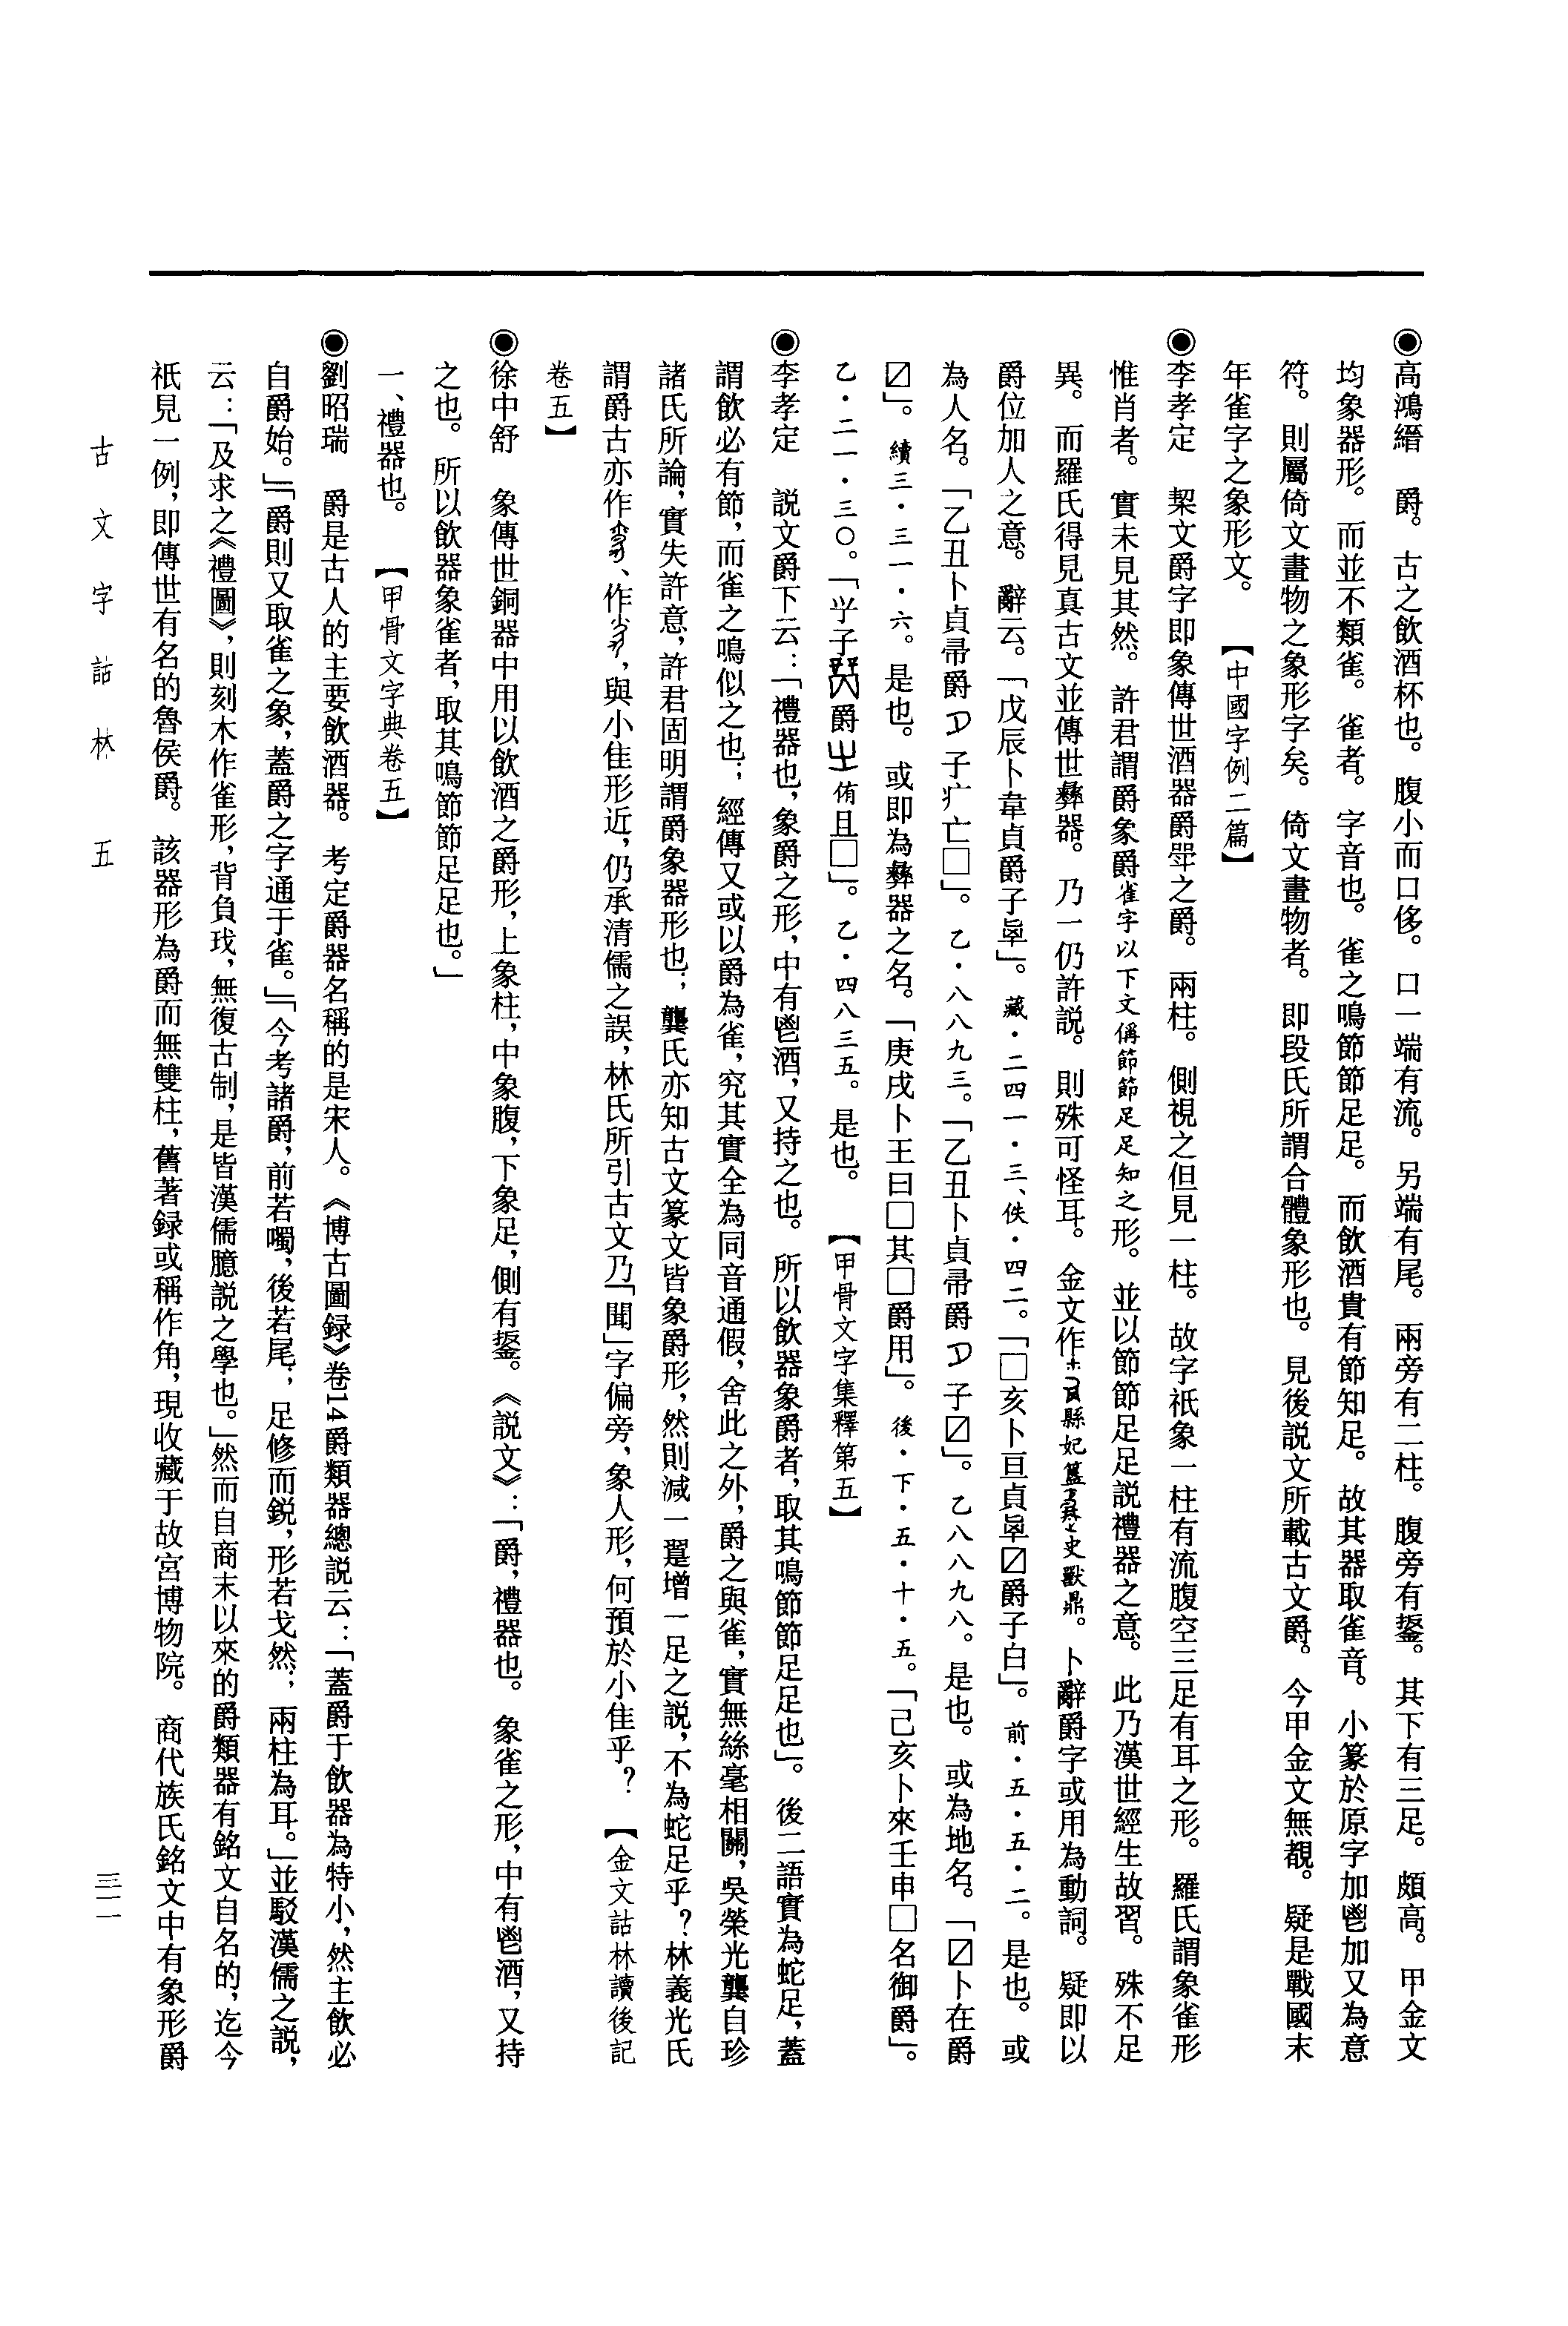 ◉高鴻縉　爵。古之飲酒杯也。腹小而口侈。口一端有流。另端有尾。兩旁有二柱。腹旁有鋬。其下有三足。頗高。甲金文
均象器形。而並不類雀。雀者。字音也。雀之鳴節節足足。而飲酒貴有節知足。故其器取雀音。小篆於原字加鬯加又為意
符。則屬倚文畫物之象形字矣。倚文畫物者。即段氏所謂合體象形也。見後説文所載古文爵。今甲金文無覩。疑是戰國末
年雀字之象形文。　【中國字例二篇】
◉李孝定　栔文爵字即象傳世酒器爵斝之爵。兩柱。側視之但見一柱。故字祇象一柱有流腹空三足有耳之形。羅氏謂象雀形
惟肖者。實未見其然。許君謂爵象爵雀字以下文偁節節足足知之形。並以節節足足説禮器之意。此乃漢世經生故習。殊不足
異。而羅氏得見真古文並傳世彝器。乃一仍許説。則殊可怪耳。金文作縣妃簋史獸鼎。卜辭爵字或用為動詞。疑即以
爵位加人之意。辭云。「戊辰卜韋貞爵子𠂤」。藏・二四一・三、佚・四二。「□亥卜亘貞☑爵子白」。前・五・五・二。是也。或
為人名。「乙丑卜貞帚爵子疒亡□」。乙・八八九三。「乙丑卜貞帚爵子☑」。乙八八九八。是也。或為地名。「☑卜在爵
☑」。續三・三一・六。是也。或即為彝器之名。「庚戌卜王曰□其□爵用」。後・下・五・十・五。「己亥卜來壬申□名御爵」。
乙・二一・三〇。「子爵㞢侑且□」。乙・四八三五。是也。　【甲骨文字集釋第五】
◉李孝定　説文爵下云：「禮器也，象爵之形，中有鬯酒，又持之也。所以飲器象爵者，取其鳴節節足足也」。後二語實為蛇足，蓋
謂飲必有節，而雀之鳴似之也；經傳又或以爵為雀，究其實全為同音通假，舍此之外，爵之與雀，實無絲毫相關，吳榮光龔自珍
諸氏所論，實失許意，許君固明謂爵象器形也；龔氏亦知古文篆文皆象爵形，然則減一翼增一足之説，不為蛇足乎？林義光氏
謂爵古亦作、作，與小隹形近，仍承清儒之誤，林氏所引古文乃「聞」字偏旁，象人形，何預於小隹乎？　【金文詁林讀後記
卷五】
◉徐中舒　象傳世銅器中用以飲酒之爵形，上象柱，中象腹，下象足，側有鋬。《説文》：「爵，禮器也。象雀之形，中有鬯酒，又持
之也。所以飲器象雀者，取其鳴節節足足也。」
一、禮器也。　【甲骨文字典卷五】
◉劉昭瑞　爵是古人的主要飲酒器。考定爵器名稱的是宋人。《博古圖録》卷14爵類器總説云：「蓋爵于飲器為特小，然主飲必
自爵始。」「爵則又取雀之象，蓋爵之字通于雀。」「今考諸爵，前若噣，後若尾；足修而鋭，形若戈然；兩柱為耳。」並駁漢儒之説，
云：「及求之《禮圖》，則刻木作雀形，背負琖，無復古制，是皆漢儒臆説之學也。」然而自商末以來的爵類器有銘文自名的，迄今
祇見一例，即傳世有名的魯侯爵。該器形為爵而無雙柱，舊著録或稱作角，現收藏于故宮博物院。商代族氏銘文中有象形爵
古文字詁林　五
三一一